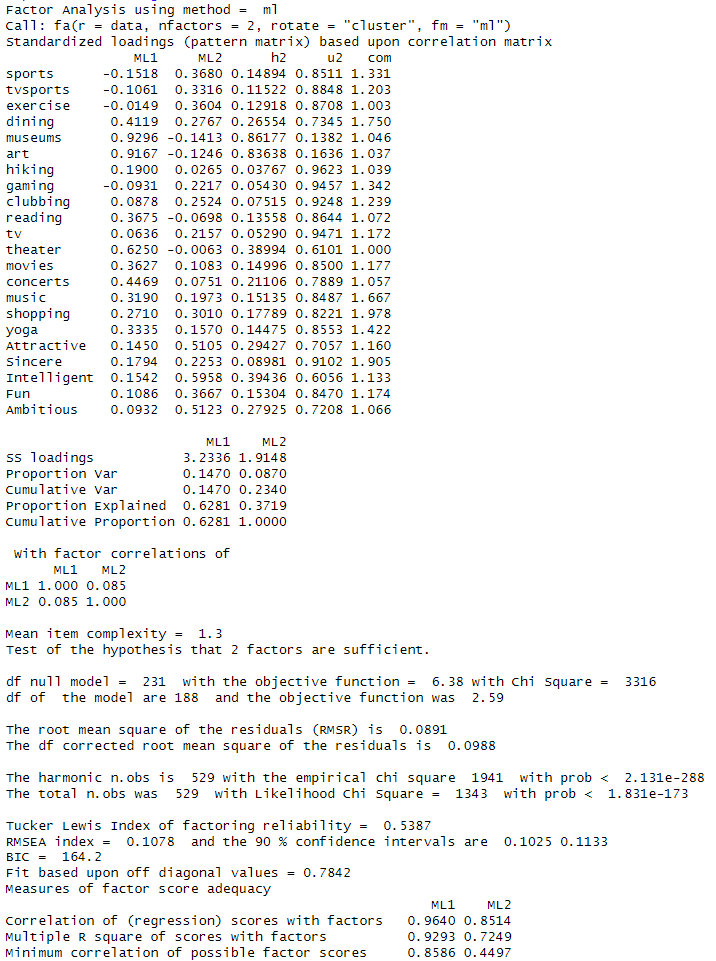 Factor Analysis using method =  ml
Call: fa(r = data, nfactors = 2, rotate = "cluster", fm = "ml")
Standardized loadings (pattern matrix) based upon correlation matrix
                ML1     ML2      h2     u2   com
sports      -0.1518  0.3680 0.14894 0.8511 1.331
tvsports    -0.1061  0.3316 0.11522 0.8848 1.203
exercise    -0.0149  0.3604 0.12918 0.8708 1.003
dining       0.4119  0.2767 0.26554 0.7345 1.750
museums      0.9296 -0.1413 0.86177 0.1382 1.046
art          0.9167 -0.1246 0.83638 0.1636 1.037
hiking       0.1900  0.0265 0.03767 0.9623 1.039
gaming      -0.0931  0.2217 0.05430 0.9457 1.342
clubbing     0.0878  0.2524 0.07515 0.9248 1.239
reading      0.3675 -0.0698 0.13558 0.8644 1.072
tv           0.0636  0.2157 0.05290 0.9471 1.172
theater      0.6250 -0.0063 0.38994 0.6101 1.000
movies       0.3627  0.1083 0.14996 0.8500 1.177
concerts     0.4469  0.0751 0.21106 0.7889 1.057
music        0.3190  0.1973 0.15135 0.8487 1.667
shopping     0.2710  0.3010 0.17789 0.8221 1.978
yoga         0.3335  0.1570 0.14475 0.8553 1.422
Attractive   0.1450  0.5105 0.29427 0.7057 1.160
Sincere      0.1794  0.2253 0.08981 0.9102 1.905
Intelligent  0.1542  0.5958 0.39436 0.6056 1.133
Fun          0.1086  0.3667 0.15304 0.8470 1.174
Ambitious    0.0932  0.5123 0.27925 0.7208 1.066
                         ML1    ML2
SS loadings           3.2336 1.9148
Proportion Var        0.1470 0.0870
Cumulative Var        0.1470 0.2340
Proportion Explained  0.6281 0.3719
Cumulative Proportion 0.6281 1.0000
 With factor correlations of
      ML1   ML2
ML1 1.000 0.085
ML2 0.085 1.000
Mean item complexity =  1.3
Test of the hypothesis that 2 factors are sufficient.
df null model =  231  with the objective function =  6.38 with Chi Square =  3316
df of  the model are 188  and the objective function was  2.59
The root mean square of the residuals (RMSR) is  0.0891
The df corrected root mean square of the residuals is  0.0988
The harmonic n.obs is  529 with the empirical chi square  1941  with prob <  2.131e-288
The total n.obs was  529  with Likelihood Chi Square =  1343  with prob <  1.831e-173
Tucker Lewis Index of factoring reliability =  0.5387
RMSEA index =  0.1078  and the 90 % confidence intervals are  0.1025 0.1133
BIC =  164.2
Fit based upon off diagonal values = 0.7842
Measures of factor score adequacy
                                                  ML1    ML2
Correlation of (regression) scores with factors   0.9640 0.8514
Multiple R square of scores with factors          0.9293 0.7249
Minimum correlation of possible factor scores     0.8586 0.4497